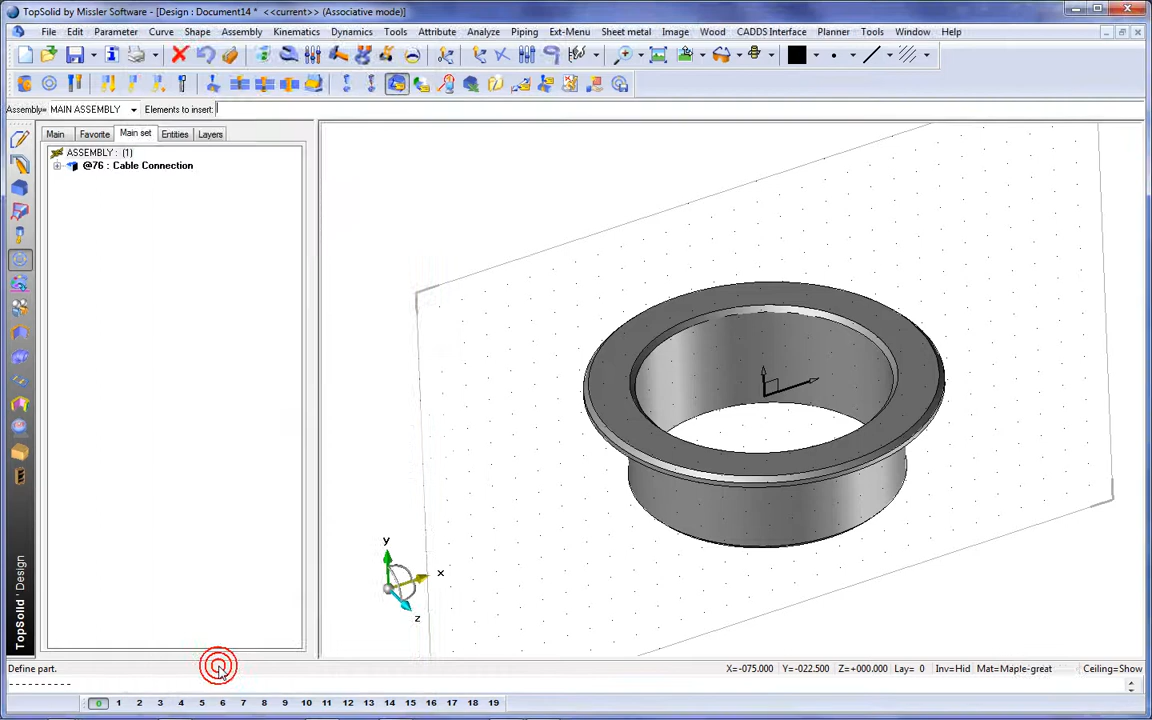 TopSolid by Missler Software - [Design : Document14 * <<current>> (Associative mode)]
File Edit Parameter Curve Shape Assembly Kinematics Dynamics Tools Attribute Analyze Piping Ext-Menu Sheet metal Image Wood CADDS Interface Planner Tools Window Help
Assembly= MAIN ASSEMBLY Elements to insert:
Main Favorite Main set Entities Layers
ASSEMBLY : (1)
@76 : Cable Connection
y
x
z
TopSolid'Design
Define part.
X=-075.000 Y=-022.500 Z=+000.000 Lay= 0 Inv=Hid Mat=Maple-great Ceiling=Show
----------
0 1 2 3 4 5 6 7 8 9 10 11 12 13 14 15 16 17 18 19